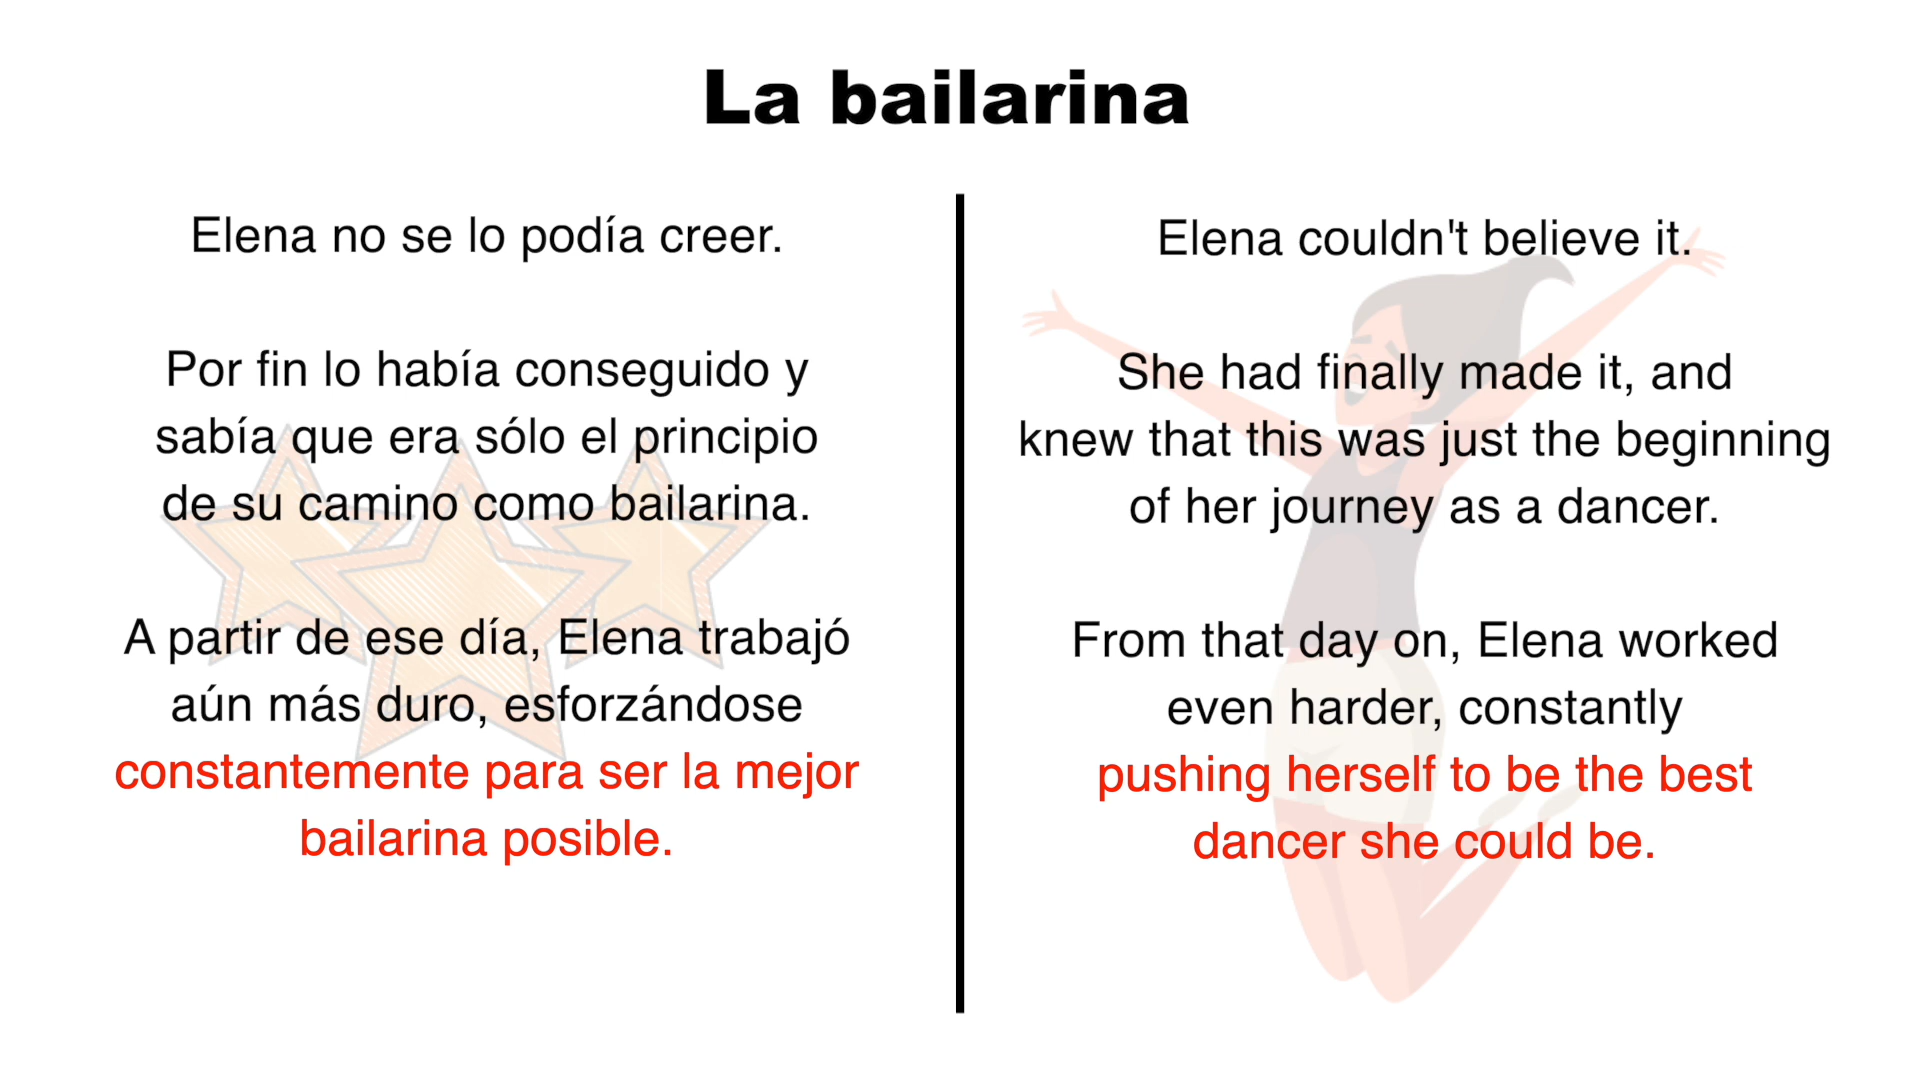 La bailarina
Elena no se lo podía creer.
Por fin lo había conseguido y
sabía que era sólo el principio
de su camino como bailarina.
A partir de ese día, Elena trabajó
aún más duro, esforzándose
constantemente para ser la mejor
bailarina posible.
Elena couldn't believe it.
She had finally made it, and
knew that this was just the beginning
of her journey as a dancer.
From that day on, Elena worked
even harder, constantly
pushing herself to be the best
dancer she could be.